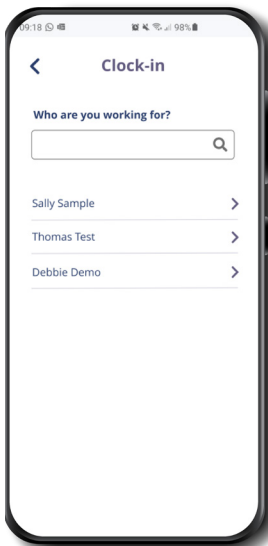 09:18 98%
Clock-in
Who are you working for?
Sally Sample
Thomas Test
Debbie Demo